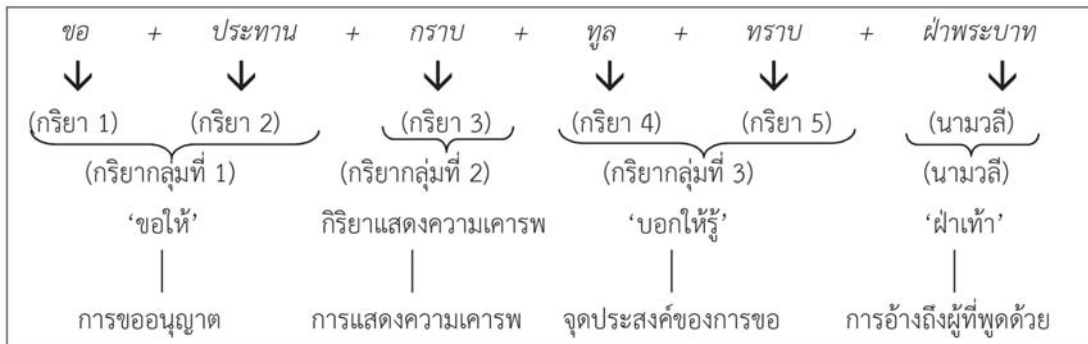 ขอ + ประทาน + กราบ + ทูล + ทราบ + ฝ่าพระบาท
(กริยา 1) (กริยา 2) (กริยา 3) (กริยา 4) (กริยา 5) (นามวลี)
(กริยากลุ่มที่ 1) (กริยากลุ่มที่ 2) (กริยากลุ่มที่ 3) (นามวลี)
‘ขอให้’ กิริยาแสดงความเคารพ ‘บอกให้รู้’ ‘ฝ่าเท้า’
การขออนุญาต การแสดงความเคารพ จุดประสงค์ของการขอ การอ้างถึงผู้ที่พูดด้วย